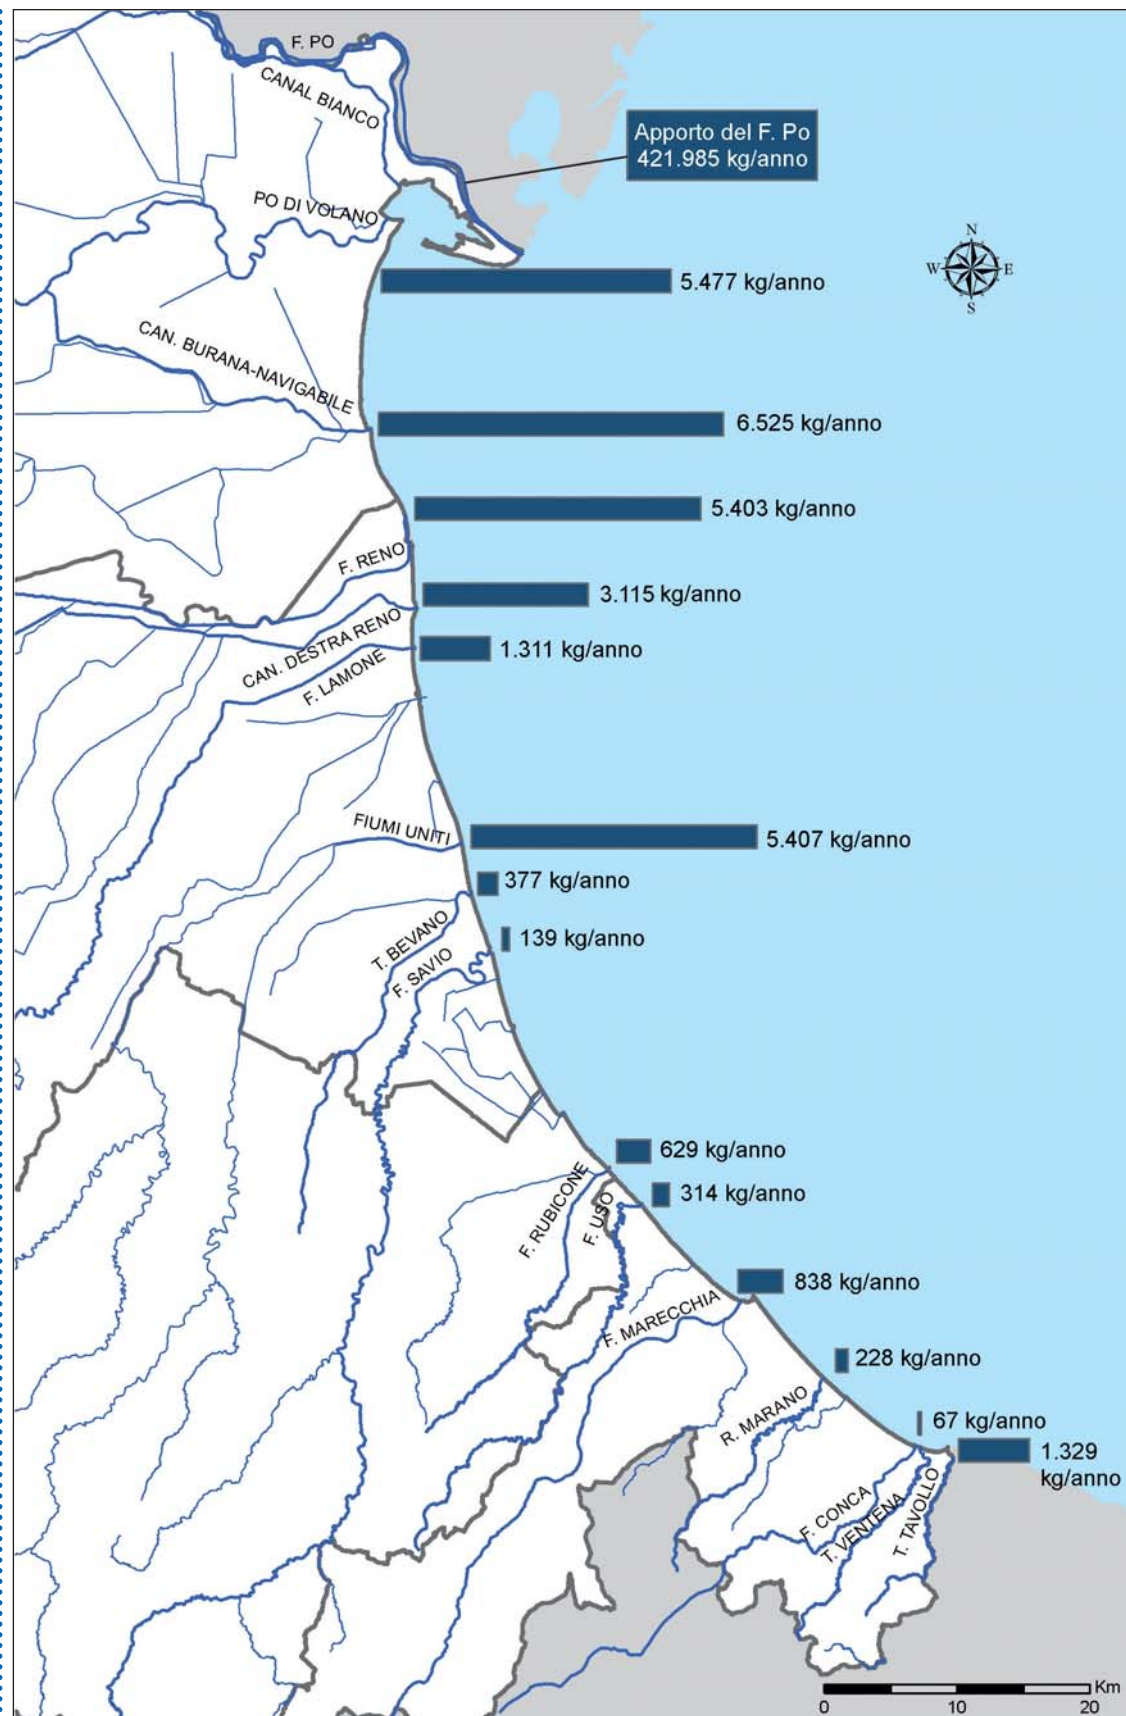 F. PO
CANAL BIANCO
Apporto del F. Po
421.985 kg/anno
PO DI VOLANO
N
W E
S
5.477 kg/anno
CAN. BURANA-NAVIGABILE
6.525 kg/anno
5.403 kg/anno
F. RENO
3.115 kg/anno
CAN. DESTRA RENO
1.311 kg/anno
F. LAMONE
FIUMI UNITI
5.407 kg/anno
377 kg/anno
T. BEVANO
139 kg/anno
F. SAVIO
629 kg/anno
F. RUBICONE
314 kg/anno
F. USO
838 kg/anno
F. MARECCHIA
228 kg/anno
R. MARANO
67 kg/anno
1.329
kg/anno
F. CONCA
T. VENTENA
T. TAVOLLO
Km
0 10 20